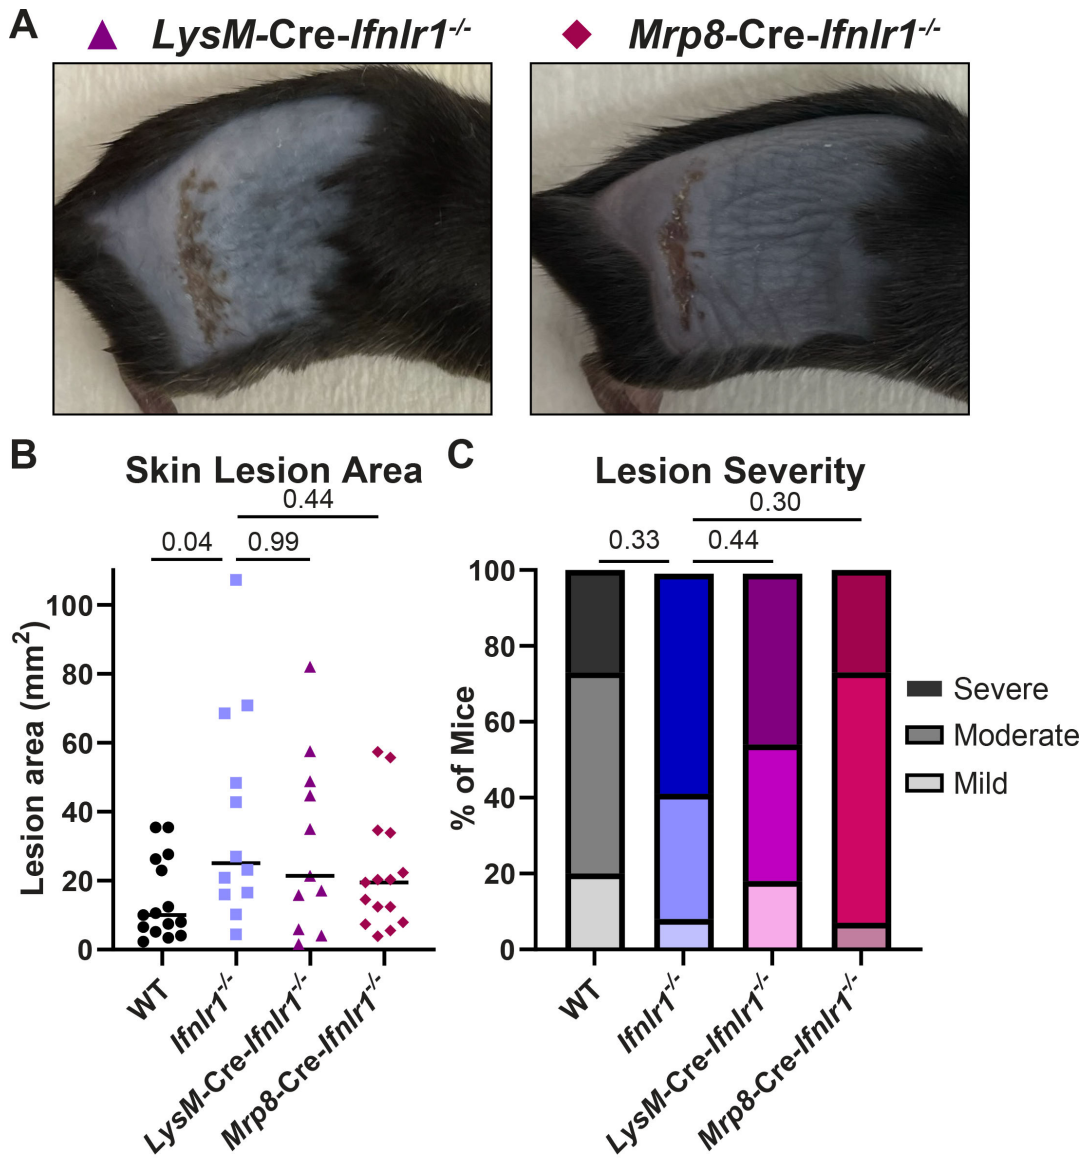 A
LysM-Cre-Ifnlr1-/-
Mrp8-Cre-Ifnlr1-/-
B
Skin Lesion Area
0.44
0.04
0.99
Lesion area (mm2)
100
80
60
40
20
0
WT
Ifnlr1-/-
LysM-Cre-Ifnlr1-/-
Mrp8-Cre-Ifnlr1-/-
C
Lesion Severity
0.30
0.33
0.44
% of Mice
100
80
60
40
20
0
WT
Ifnlr1-/-
LysM-Cre-Ifnlr1-/-
Mrp8-Cre-Ifnlr1-/-
Severe
Moderate
Mild